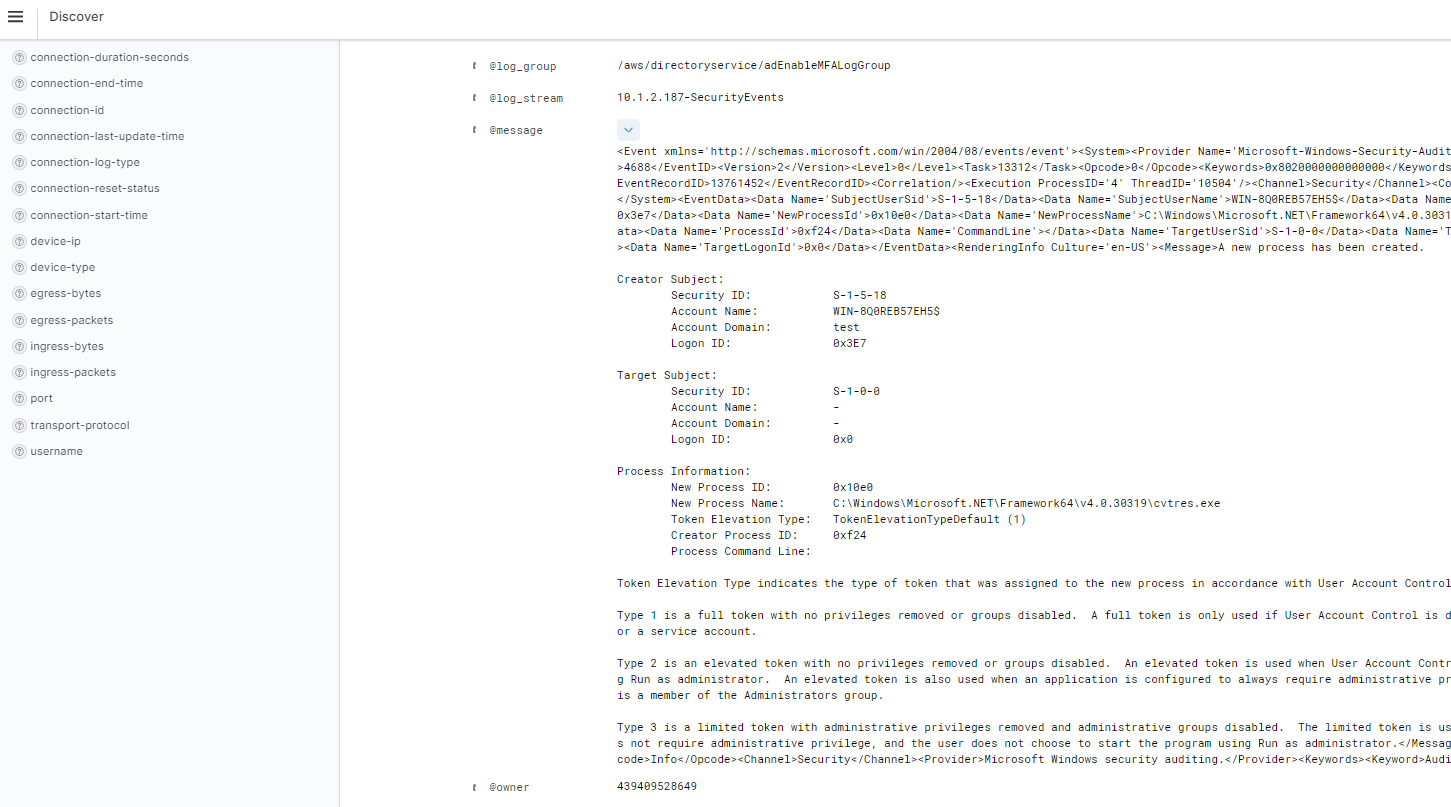 Discover
connection-duration-seconds
connection-end-time
connection-id
connection-last-update-time
connection-log-type
connection-reset-status
connection-start-time
device-ip
device-type
egress-bytes
egress-packets
ingress-bytes
ingress-packets
port
transport-protocol
username
t @log_group /aws/directoryservice/adEnableMFALogGroup
t @log_stream 10.1.2.187-SecurityEvents
t @message
<Event xmlns='http://schemas.microsoft.com/win/2004/08/events/event'><System><Provider Name='Microsoft-Windows-Security-Audit
>4688</EventID><Version>2</Version><Level>0</Level><Task>13312</Task><Opcode>0</Opcode><Keywords>0x8020000000000000</Keywords
EventRecordID>13761452</EventRecordID><Correlation/><Execution ProcessID='4' ThreadID='10504'/><Channel>Security</Channel><Co
</System><EventData><Data Name='SubjectUserSid'>S-1-5-18</Data><Data Name='SubjectUserName'>WIN-8Q0REB57EH5$</Data><Data Name
0x3e7</Data><Data Name='NewProcessId'>0x10e0</Data><Data Name='NewProcessName'>C:\Windows\Microsoft.NET\Framework64\v4.0.3031
ata><Data Name='ProcessId'>0xf24</Data><Data Name='CommandLine'></Data><Data Name='TargetUserSid'>S-1-0-0</Data><Data Name='T
><Data Name='TargetLogonId'>0x0</Data></EventData><RenderingInfo Culture='en-US'><Message>A new process has been created.
Creator Subject:
Security ID: S-1-5-18
Account Name: WIN-8Q0REB57EH5$
Account Domain: test
Logon ID: 0x3E7
Target Subject:
Security ID: S-1-0-0
Account Name: -
Account Domain: -
Logon ID: 0x0
Process Information:
New Process ID: 0x10e0
New Process Name: C:\Windows\Microsoft.NET\Framework64\v4.0.30319\cvtres.exe
Token Elevation Type: TokenElevationTypeDefault (1)
Creator Process ID: 0xf24
Process Command Line:
Token Elevation Type indicates the type of token that was assigned to the new process in accordance with User Account Control
Type 1 is a full token with no privileges removed or groups disabled.  A full token is only used if User Account Control is d
or a service account.
Type 2 is an elevated token with no privileges removed or groups disabled.  An elevated token is used when User Account Contr
g Run as administrator.  An elevated token is also used when an application is configured to always require administrative pr
is a member of the Administrators group.
Type 3 is a limited token with administrative privileges removed and administrative groups disabled.  The limited token is us
s not require administrative privilege, and the user does not choose to start the program using Run as administrator.</Messag
code>Info</Opcode><Channel>Security</Channel><Provider>Microsoft Windows security auditing.</Provider><Keywords><Keyword>Audi
t @owner 439409528649